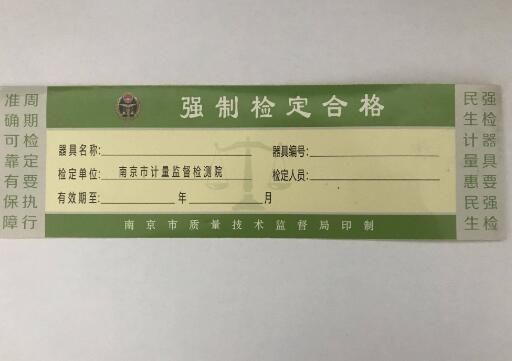 强制检定合格
周期检定要执行
准确可靠有保障
器具名称:
器具编号:
检定单位: 南京市计量监督检测院
检定人员:
有效期至: 年 月
南京市质量技术监督局印制
强检器具要强检
民生计量惠民生